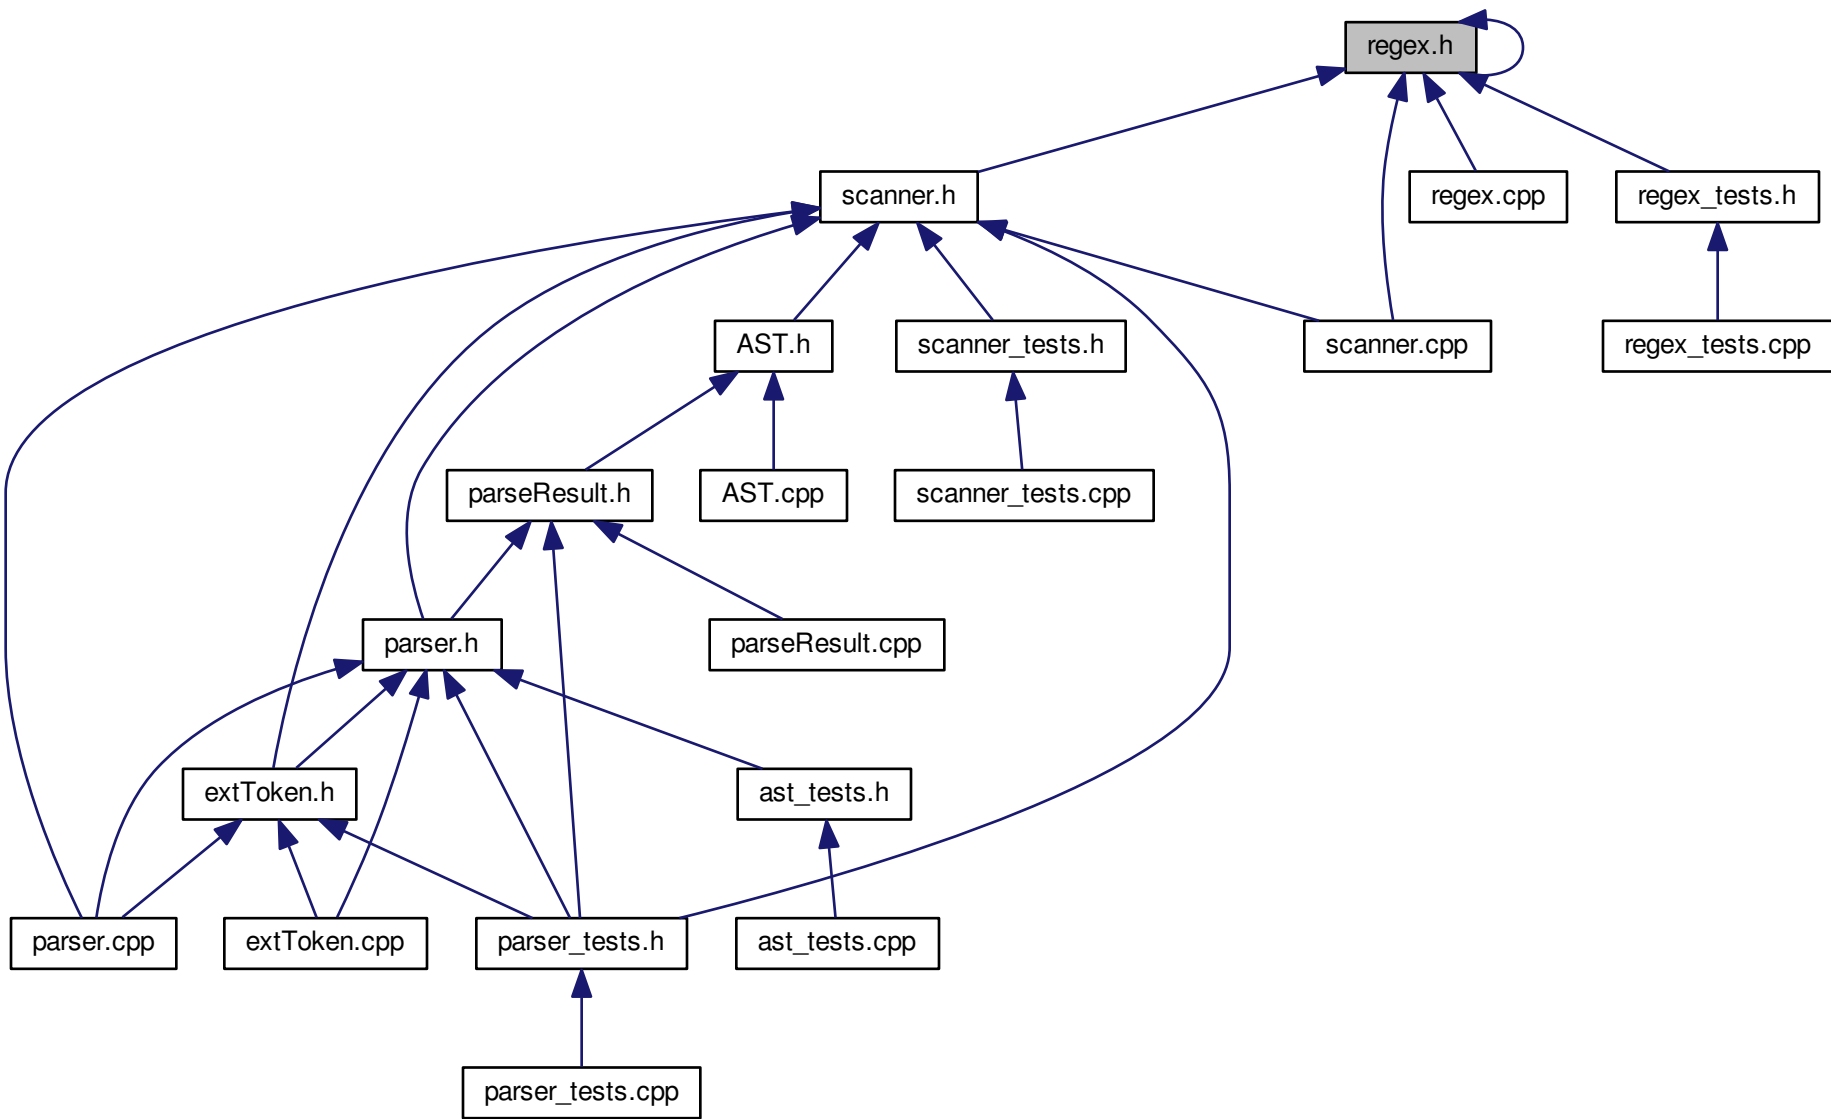 regex.h
scanner.h
regex.cpp
regex_tests.h
AST.h
scanner_tests.h
scanner.cpp
regex_tests.cpp
parseResult.h
AST.cpp
scanner_tests.cpp
parser.h
parseResult.cpp
extToken.h
ast_tests.h
parser.cpp
extToken.cpp
parser_tests.h
ast_tests.cpp
parser_tests.cpp